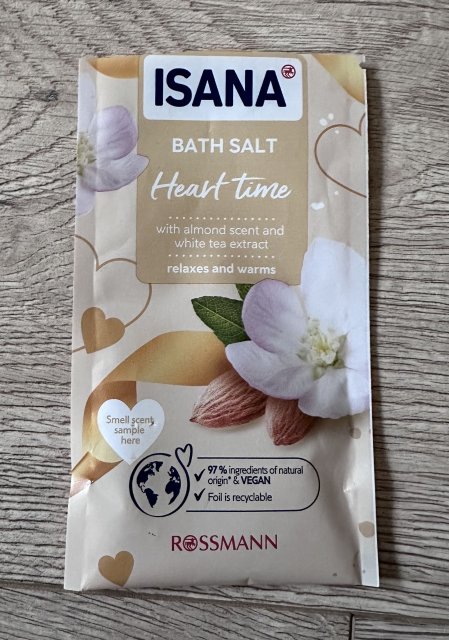 ISANA
BATH SALT
Heart time
with almond scent and
white tea extract
relaxes and warms
Smell scent
sample
here
97 % ingredients of natural
origin* & VEGAN
Foil is recyclable
ROSSMANN